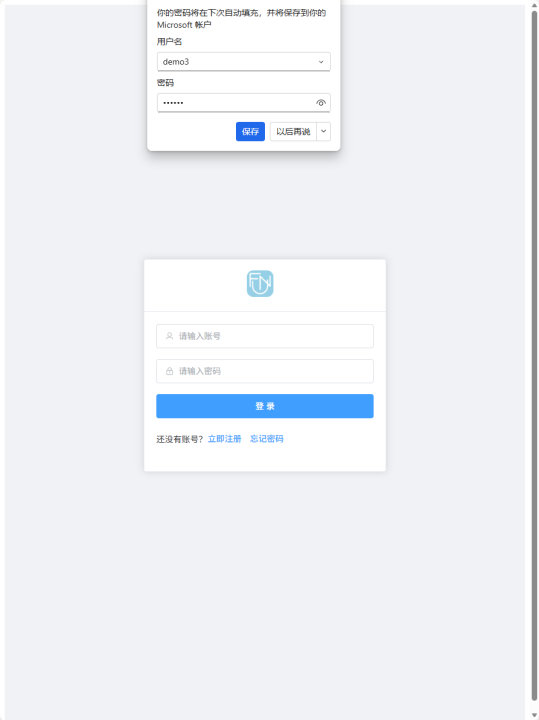 你的密码将在下次自动填充，并将保存到你的
Microsoft 帐户
用户名
demo3
密码
••••••
保存
以后再说
FUN
请输入账号
请输入密码
登 录
还没有账号? 立即注册 忘记密码